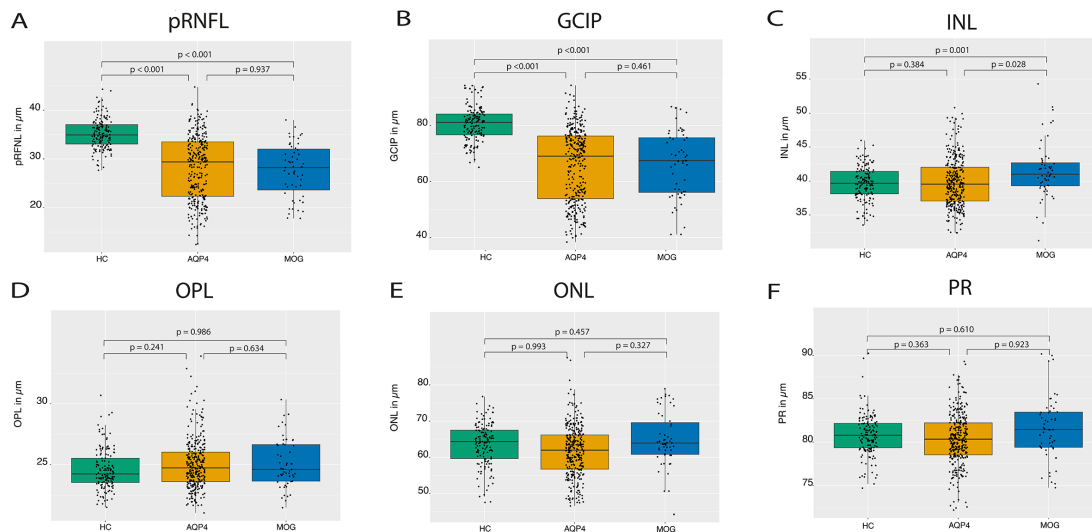 A
pRNFL
p < 0.001
p < 0.001
p = 0.937
pRFNL in µm
40
30
20
HC
AQP4
MOG
B
GCIP
p <0.001
p <0.001
p = 0.461
GCIP in µm
80
60
40
HC
AQP4
MOG
C
INL
p = 0.001
p = 0.384
p = 0.028
INL in µm
55
50
45
40
35
HC
AQP4
MOG
D
OPL
p = 0.986
p = 0.241
p = 0.634
OPL in µm
30
25
HC
AQP4
MOG
E
ONL
p = 0.457
p = 0.993
p = 0.327
ONL in µm
80
70
60
50
HC
AQP4
MOG
F
PR
p = 0.610
p = 0.363
p = 0.923
PR in µm
90
85
80
75
HC
AQP4
MOG